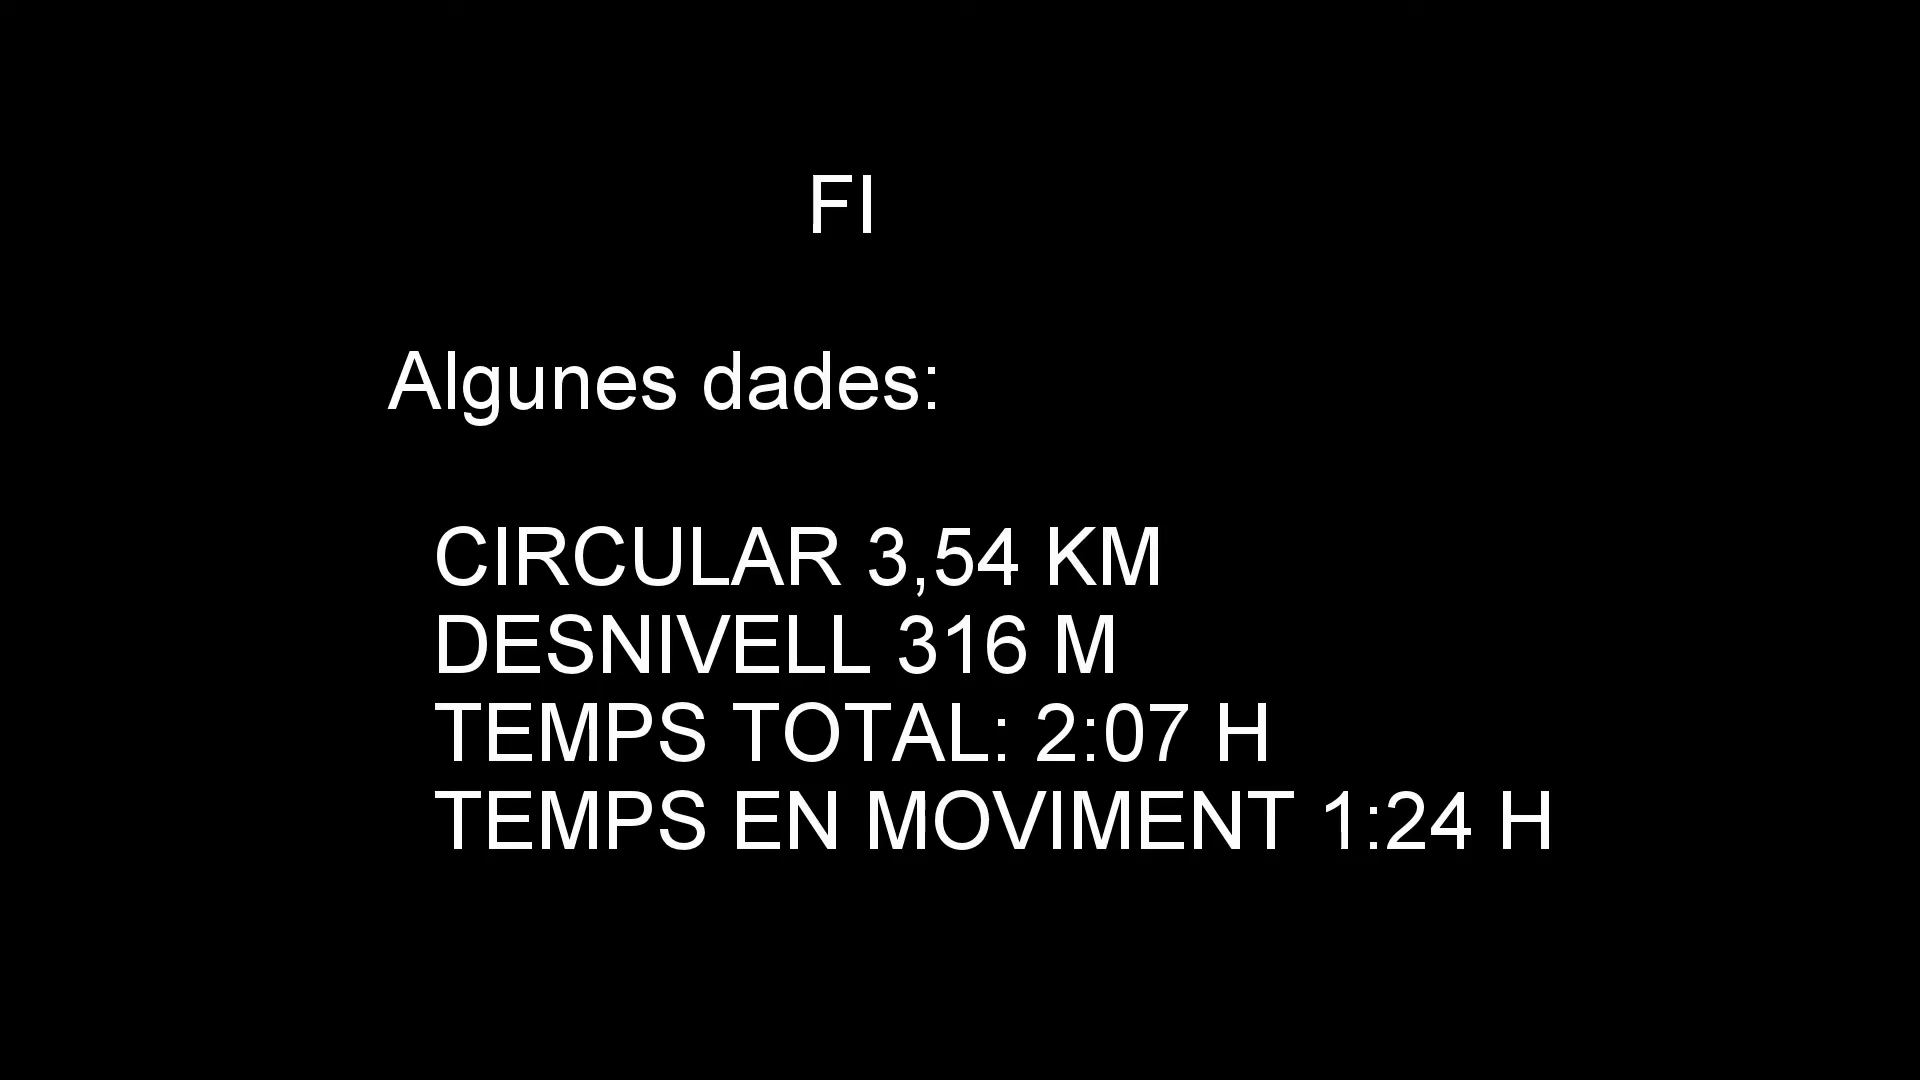 FI
Algunes dades:
CIRCULAR 3,54 KM
DESNIVELL 316 M
TEMPS TOTAL: 2:07 H
TEMPS EN MOVIMENT 1:24 H